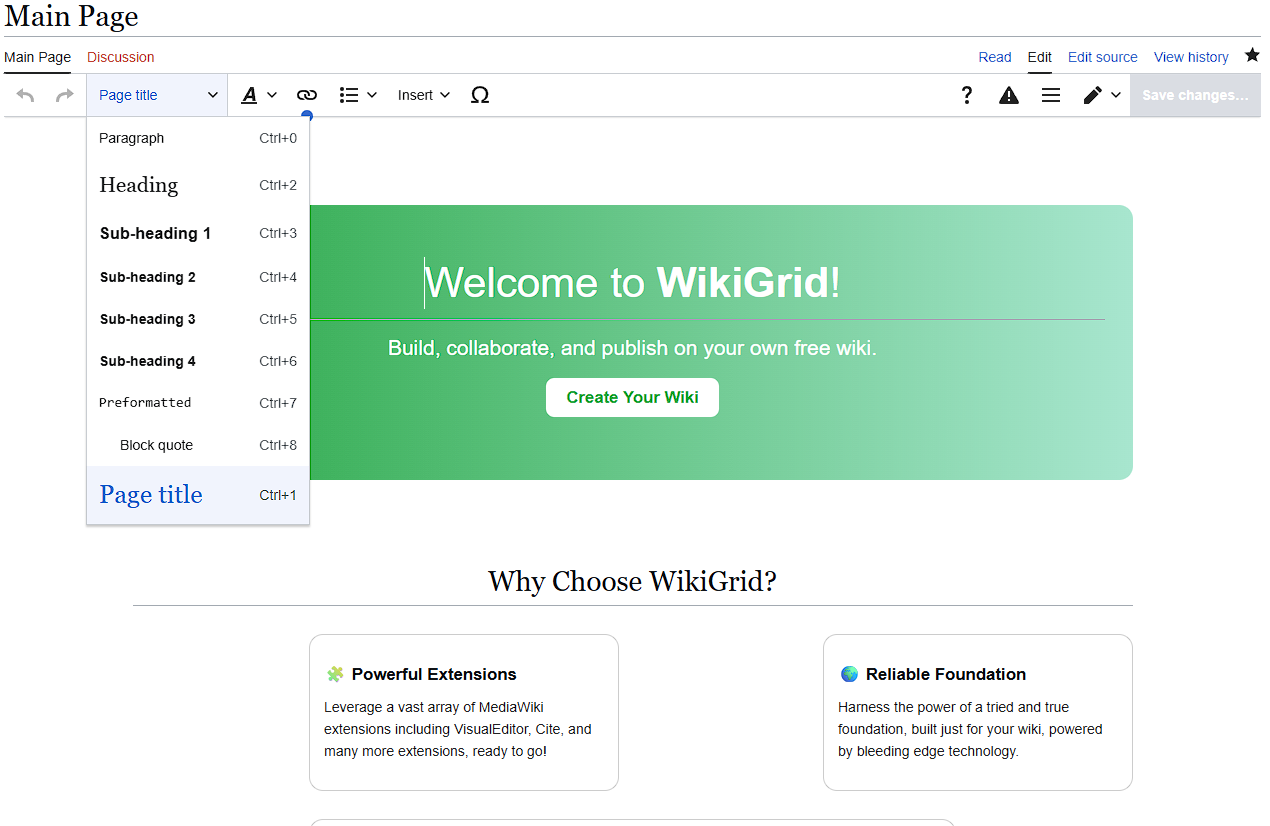 Main Page
Main Page Discussion Read Edit Edit source View history
Page title A Insert Ω ? Save changes...
Paragraph Ctrl+0
Heading Ctrl+2
Sub-heading 1 Ctrl+3
Sub-heading 2 Ctrl+4
Sub-heading 3 Ctrl+5
Sub-heading 4 Ctrl+6
Preformatted Ctrl+7
Block quote Ctrl+8
Page title Ctrl+1
Welcome to WikiGrid!
Build, collaborate, and publish on your own free wiki.
Create Your Wiki
Why Choose WikiGrid?
Powerful Extensions
Leverage a vast array of MediaWiki
extensions including VisualEditor, Cite, and
many more extensions, ready to go!
Reliable Foundation
Harness the power of a tried and true
foundation, built just for your wiki, powered
by bleeding edge technology.